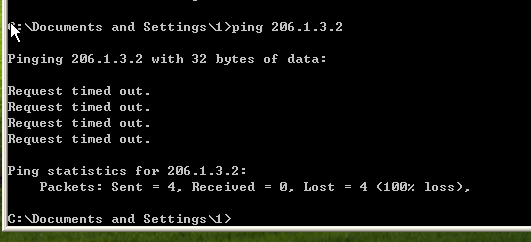 C:\Documents and Settings\1>ping 206.1.3.2
Pinging 206.1.3.2 with 32 bytes of data:
Request timed out.
Request timed out.
Request timed out.
Request timed out.
Ping statistics for 206.1.3.2:
    Packets: Sent = 4, Received = 0, Lost = 4 (100% loss),
C:\Documents and Settings\1>